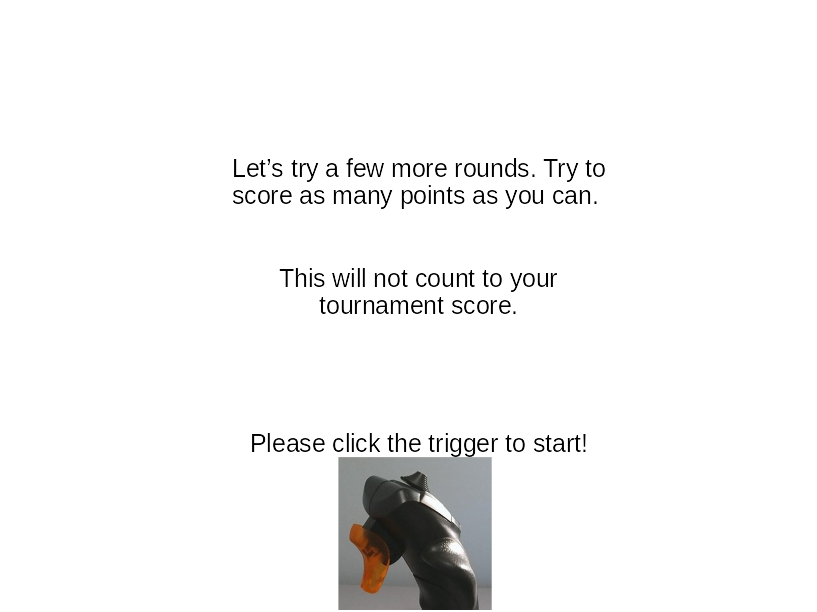 Let’s try a few more rounds. Try to
score as many points as you can.
This will not count to your
tournament score.
Please click the trigger to start!